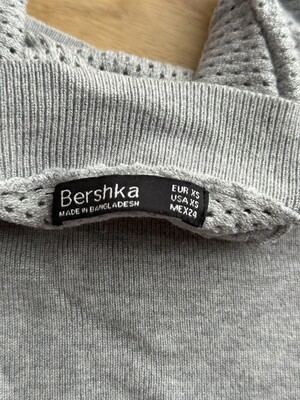 Bershka
MADE IN BANGLADESH
EUR XS
USA XS
MEX24